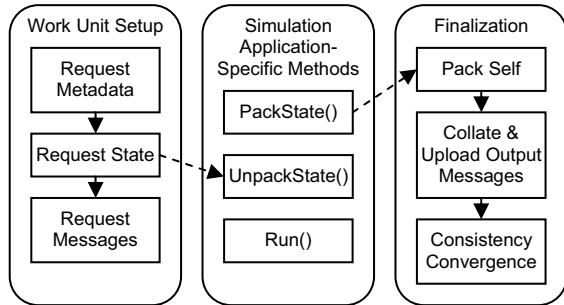 Work Unit Setup
Request
Metadata
Request State
Request
Messages
Simulation
Application-
Specific Methods
PackState()
UnpackState()
Run()
Finalization
Pack Self
Collate &
Upload Output
Messages
Consistency
Convergence